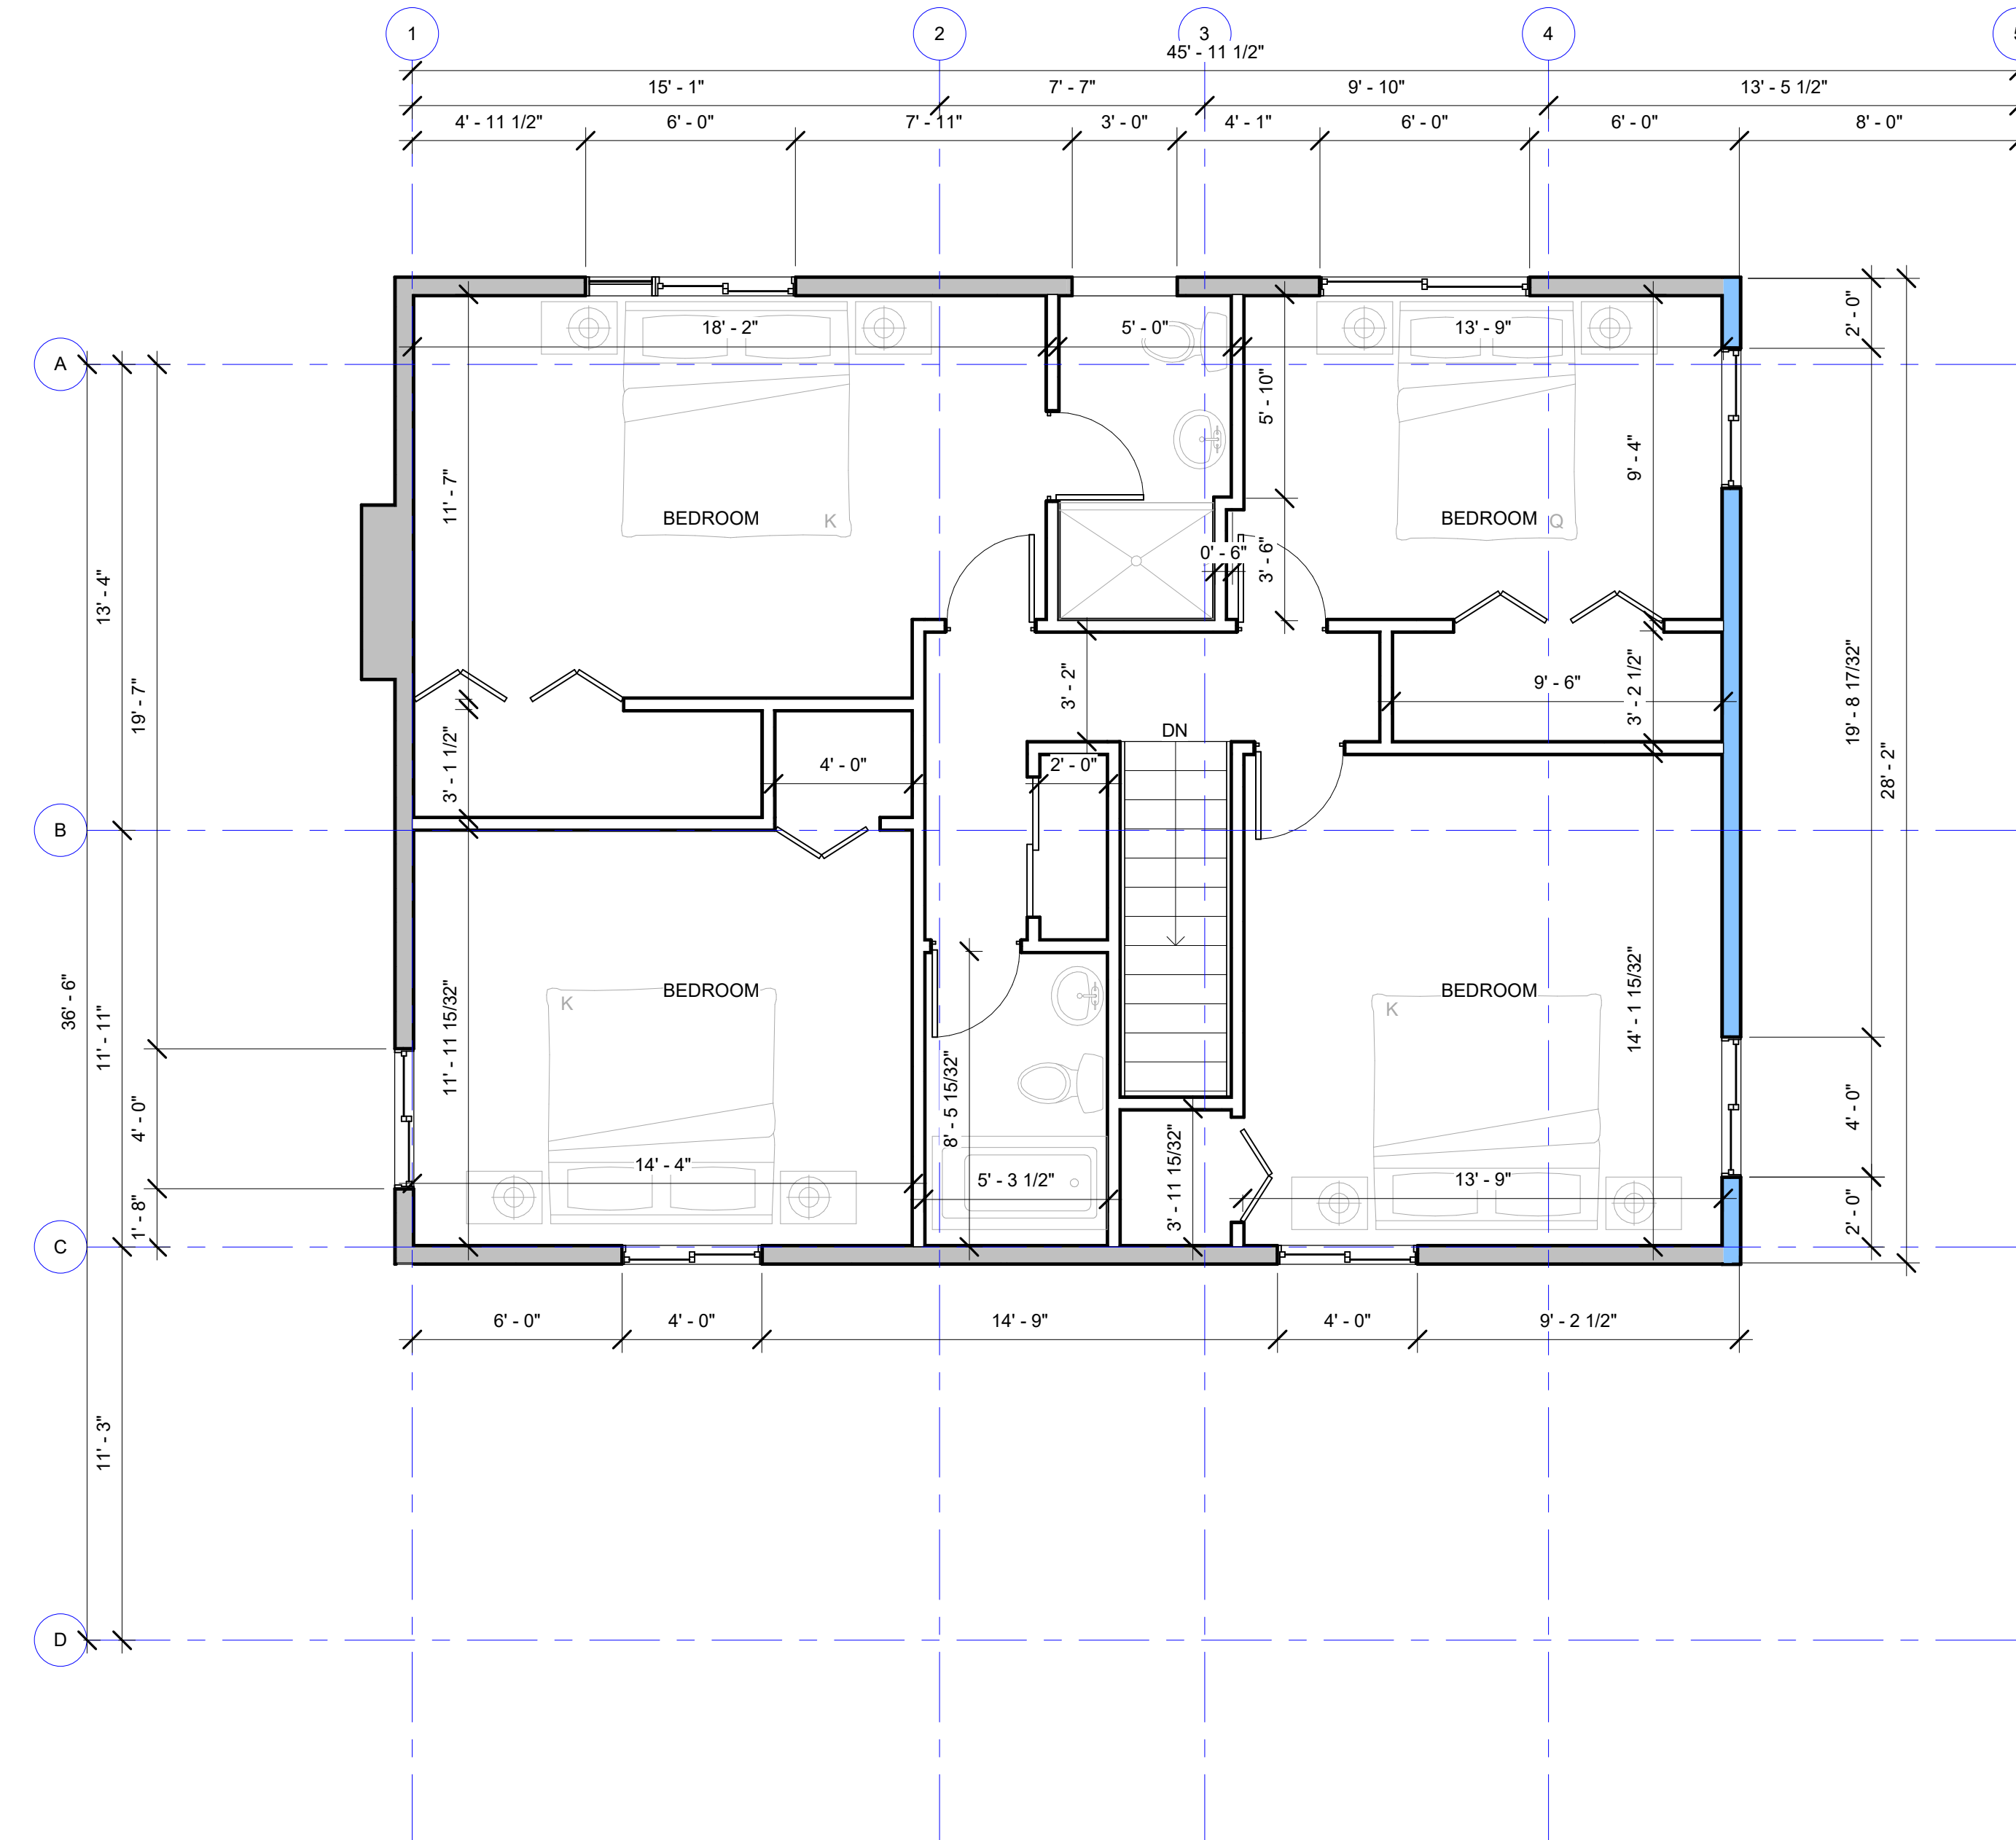 1
2
3
4
45' - 11 1/2"
15' - 1"
7' - 7"
9' - 10"
13' - 5 1/2"
4' - 11 1/2"
6' - 0"
7' - 11"
3' - 0"
4' - 1"
6' - 0"
6' - 0"
8' - 0"
18' - 2"
5' - 0"
13' - 9"
2' - 0"
A
5' - 10"
9' - 4"
11' - 7"
BEDROOM
K
BEDROOM
Q
0' - 6"
3' - 6"
13' - 4"
19' - 7"
3' - 2"
9' - 6"
3' - 2 1/2"
19' - 8 17/32"
28' - 2"
DN
3' - 1 1/2"
4' - 0"
2' - 0"
B
36' - 6"
11' - 11"
11' - 11 15/32"
BEDROOM
K
BEDROOM
K
14' - 1 15/32"
8' - 5 15/32"
4' - 0"
4' - 0"
14' - 4"
5' - 3 1/2"
3' - 11 15/32"
13' - 9"
1' - 8"
2' - 0"
C
6' - 0"
4' - 0"
14' - 9"
4' - 0"
9' - 2 1/2"
11' - 3"
D